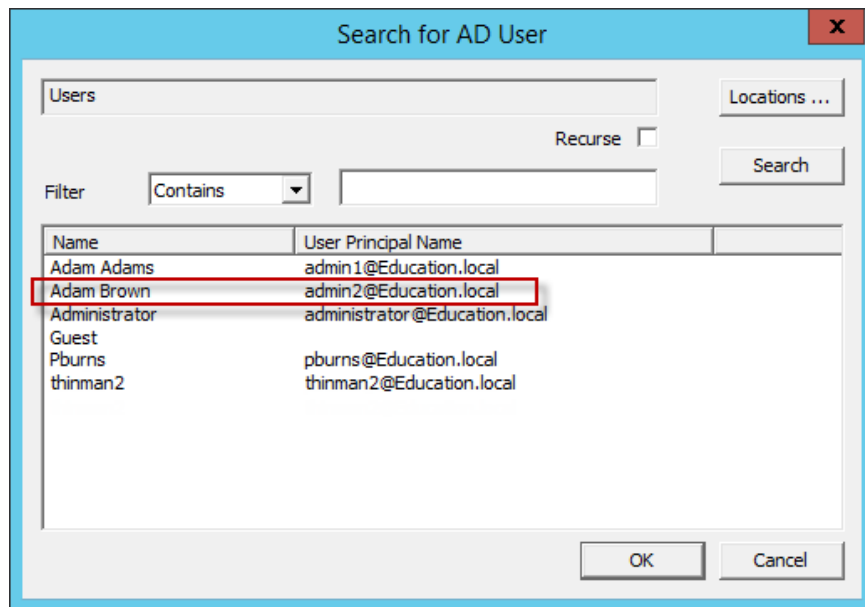 Search for AD User
x
Users
Locations ...
Recurse
Search
Filter Contains
Name User Principal Name
Adam Adams admin1@Education.local
Adam Brown admin2@Education.local
Administrator administrator@Education.local
Guest
Pburns pburns@Education.local
thinman2 thinman2@Education.local
OK Cancel